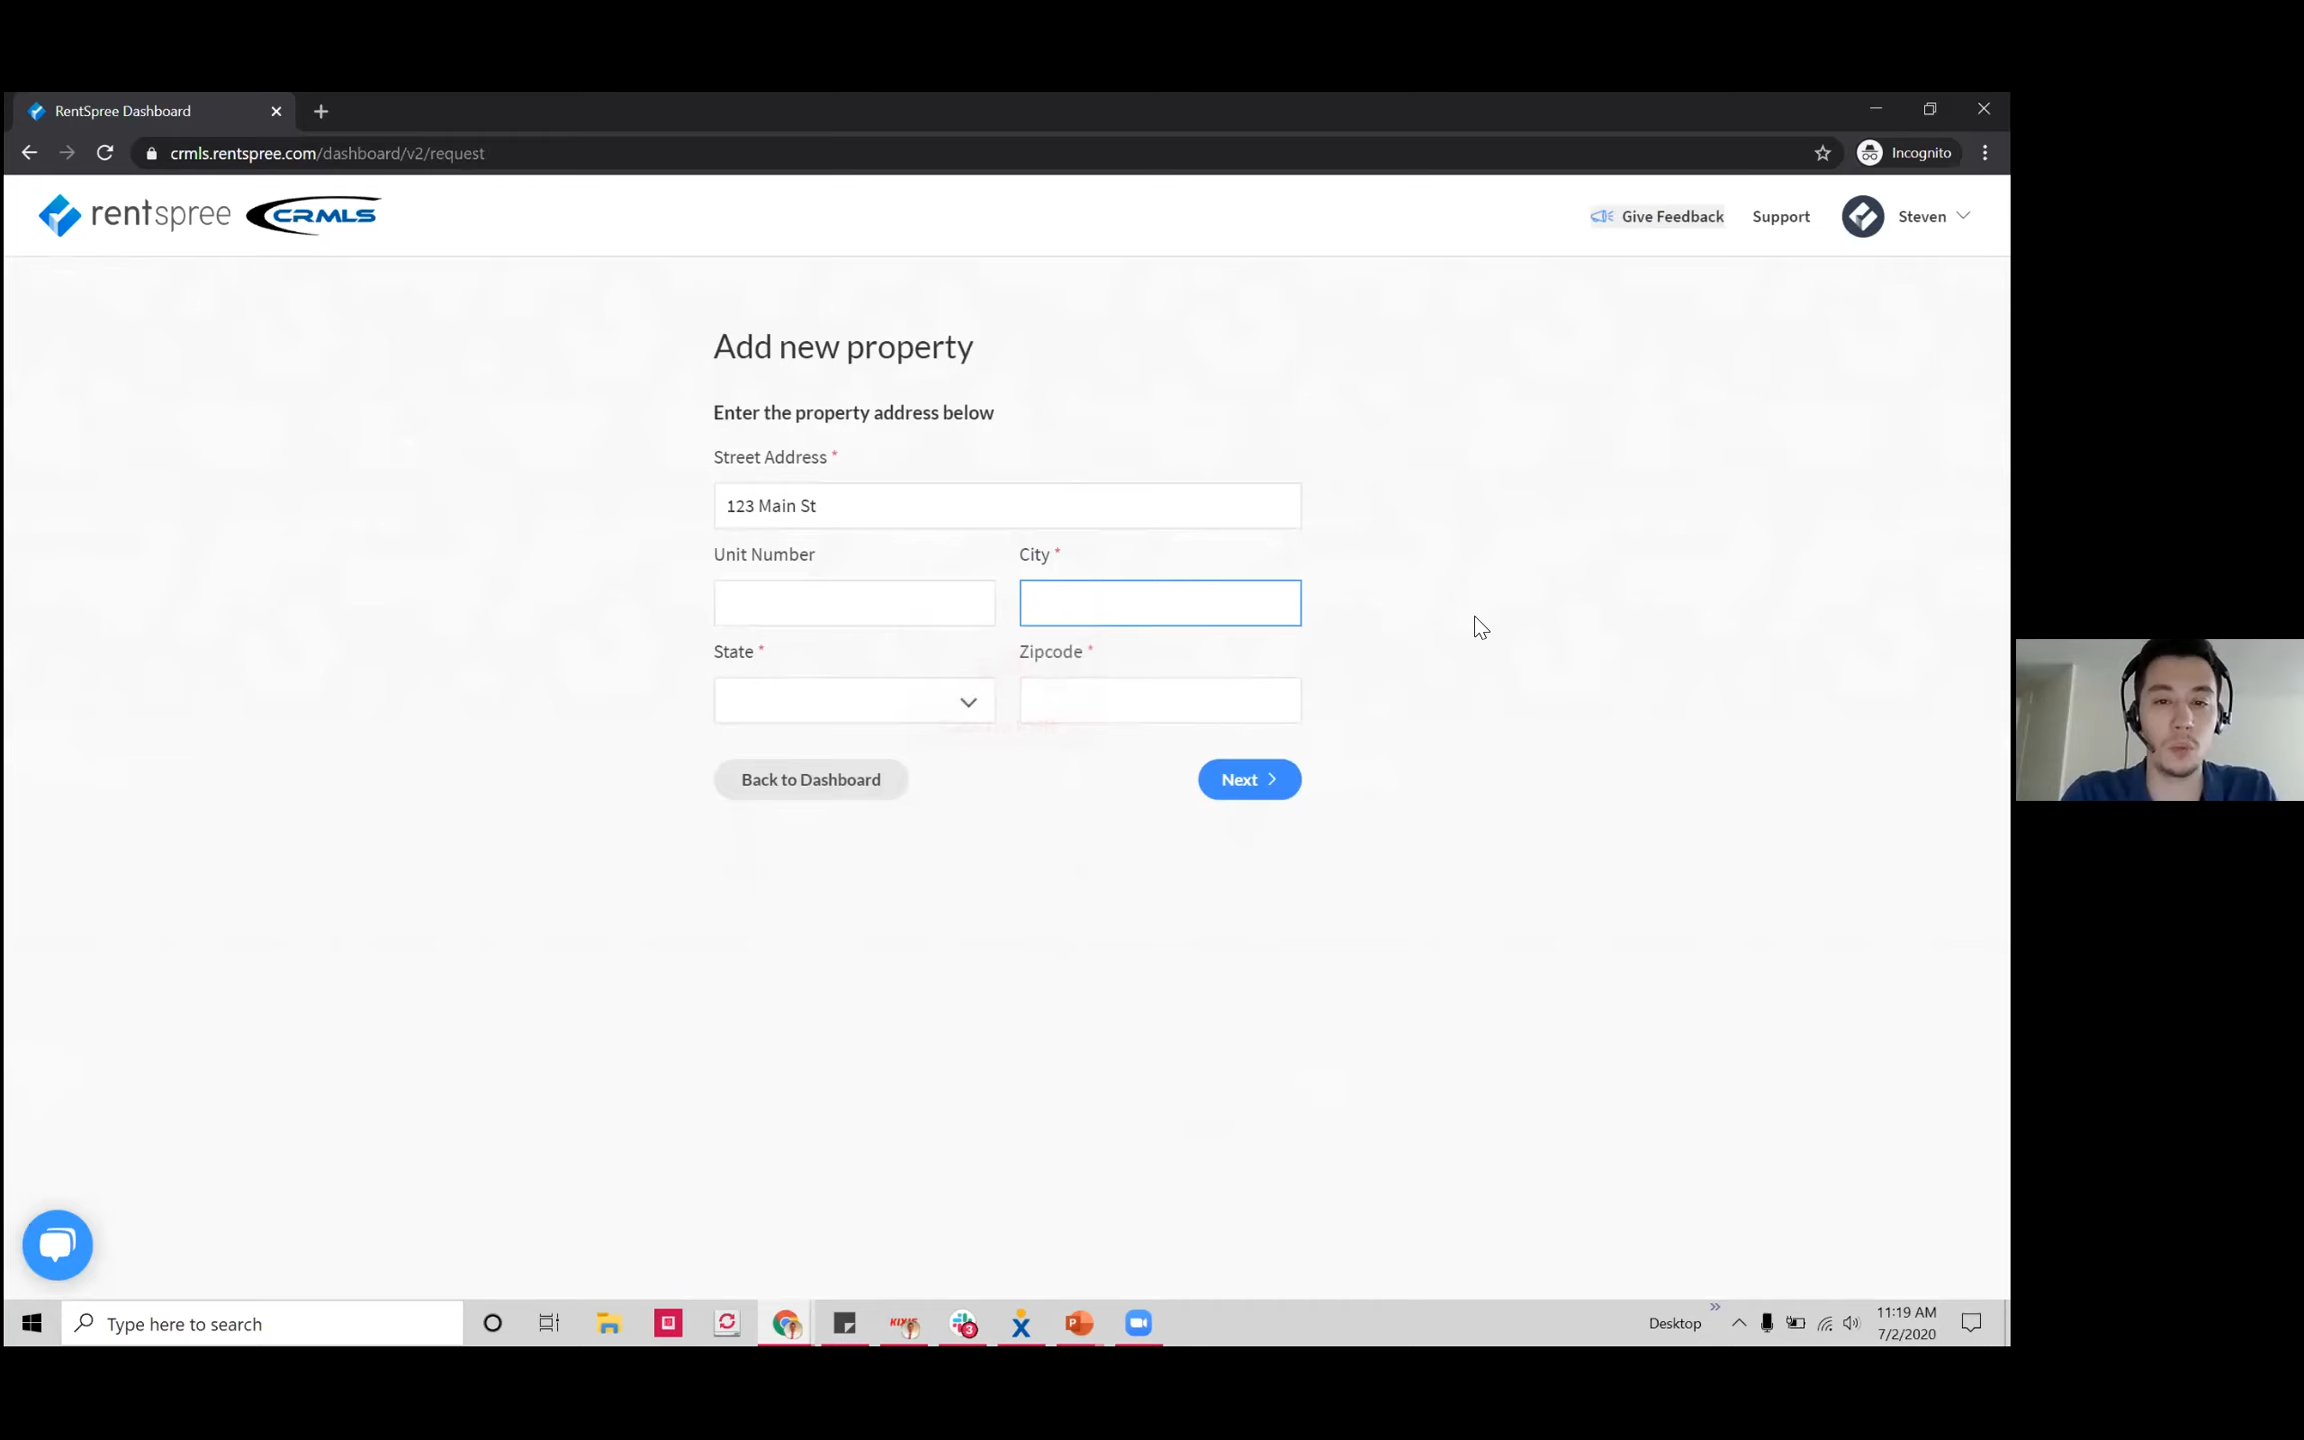 RentSpree Dashboard
crmls.rentspree.com/dashboard/v2/request
Incognito
rentspree CRMLS
Give Feedback
Support
Steven
Add new property
Enter the property address below
Street Address *
123 Main St
Unit Number
City *
State *
Zipcode *
Back to Dashboard
Next
Type here to search
3
Desktop
11:19 AM
7/2/2020